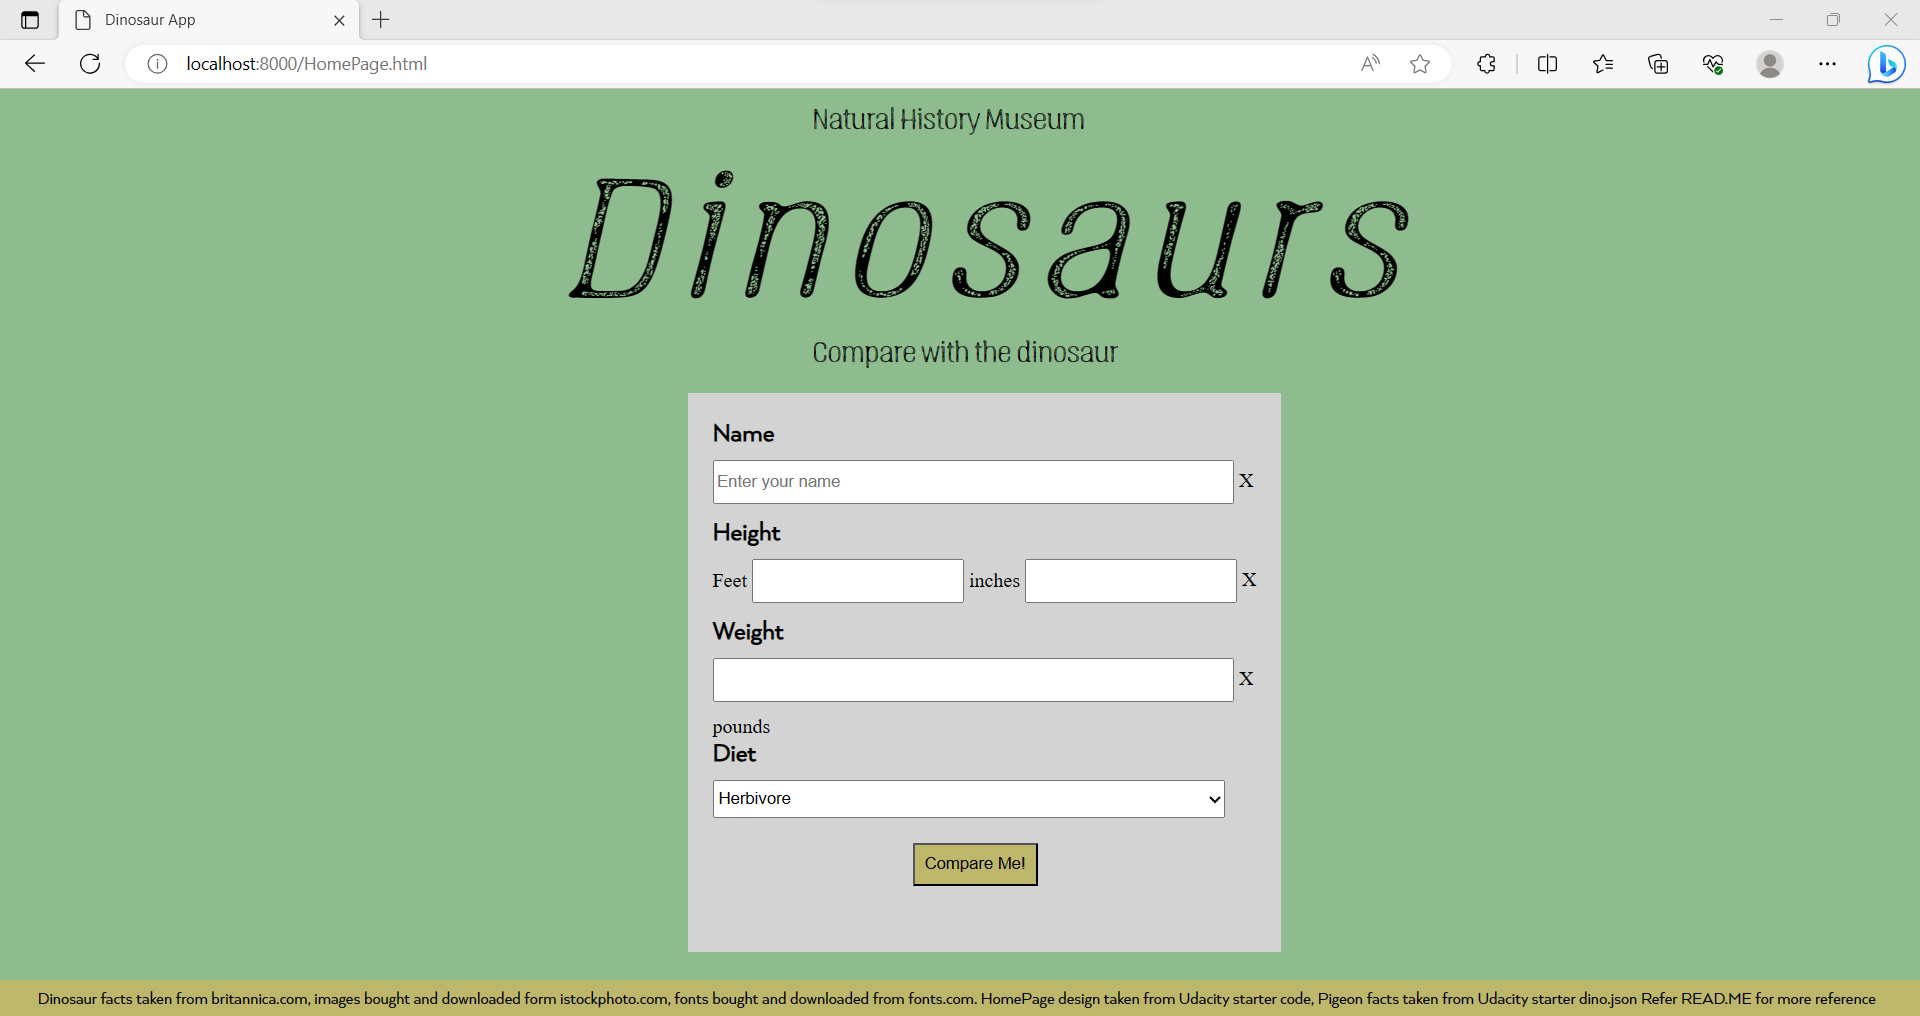 Dinosaur App
localhost:8000/HomePage.html
Natural History Museum
Dinosaurs
Compare with the dinosaur
Name
Enter your name X
Height
Feet inches X
Weight
X
pounds
Diet
Herbivore
Compare Me!
Dinosaur facts taken from britannica.com, images bought and downloaded form istockphoto.com, fonts bought and downloaded from fonts.com. HomePage design taken from Udacity starter code, Pigeon facts taken from Udacity starter dino.json Refer READ.ME for more reference